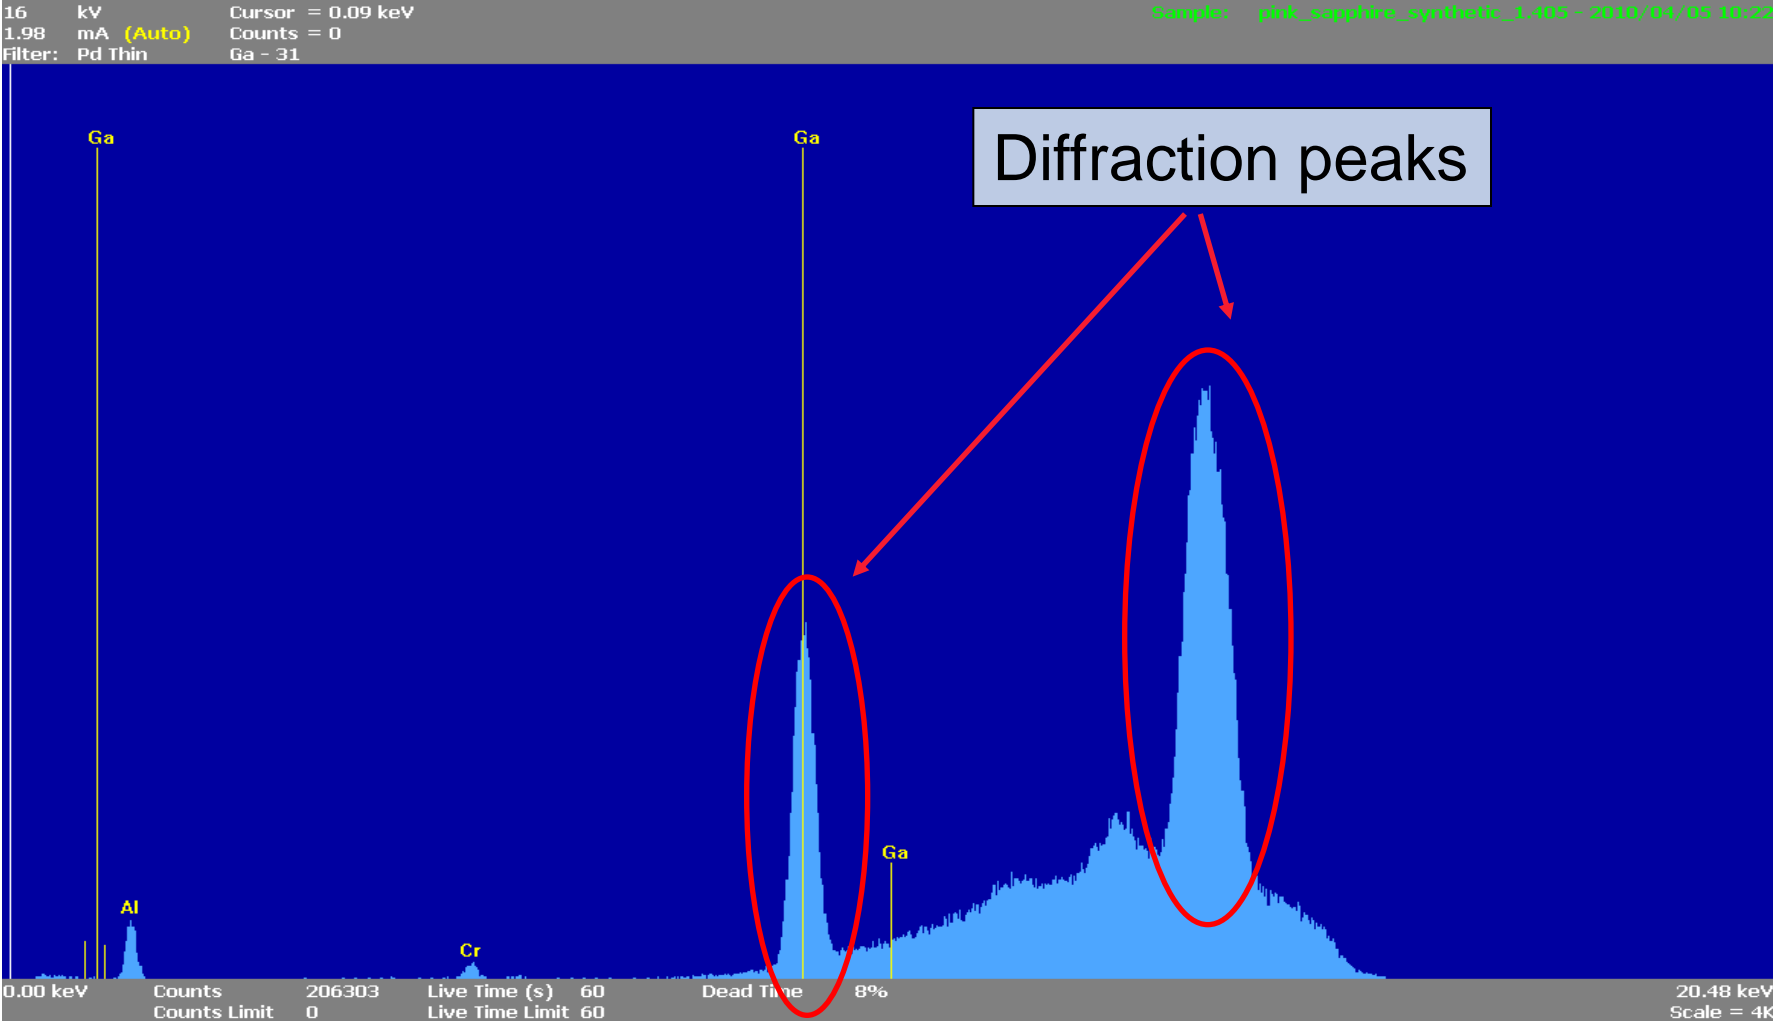 16 kV Cursor = 0.09 keV Sample: pink_sapphire_synthetic_1.405 - 2010/04/05 10:22
1.98 mA (Auto) Counts = 0
Filter: Pd Thin Ga - 31
Diffraction peaks
Ga
Ga
Ga
Al
Cr
0.00 keV Counts 206303 Live Time (s) 60 Dead Time 8% 20.48 keV
Counts Limit 0 Live Time Limit 60 Scale = 4K